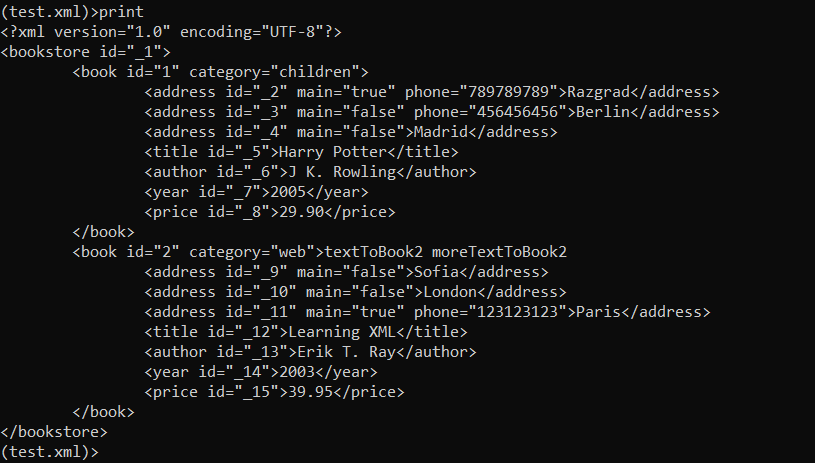 (test.xml)>print
<?xml version="1.0" encoding="UTF-8"?>
<bookstore id="_1">
        <book id="1" category="children">
                <address id="_2" main="true" phone="789789789">Razgrad</address>
                <address id="_3" main="false" phone="456456456">Berlin</address>
                <address id="_4" main="false">Madrid</address>
                <title id="_5">Harry Potter</title>
                <author id="_6">J K. Rowling</author>
                <year id="_7">2005</year>
                <price id="_8">29.90</price>
        </book>
        <book id="2" category="web">textToBook2 moreTextToBook2
                <address id="_9" main="false">Sofia</address>
                <address id="_10" main="false">London</address>
                <address id="_11" main="true" phone="123123123">Paris</address>
                <title id="_12">Learning XML</title>
                <author id="_13">Erik T. Ray</author>
                <year id="_14">2003</year>
                <price id="_15">39.95</price>
        </book>
</bookstore>
(test.xml)>